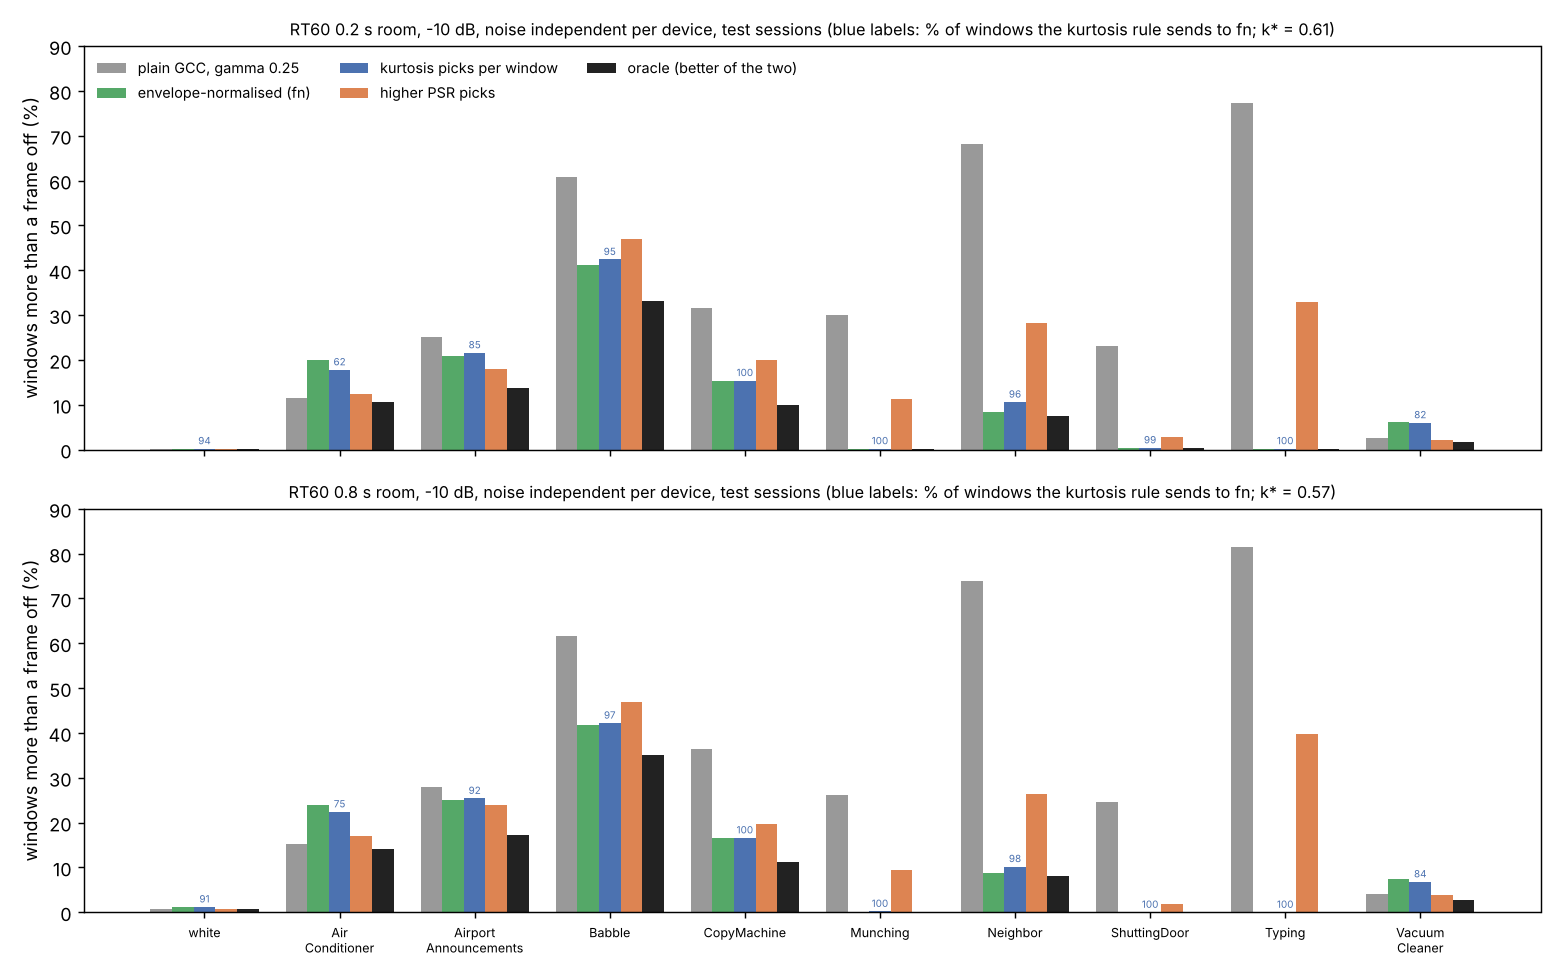 RT60 0.2 s room, -10 dB, noise independent per device, test sessions (blue labels: % of windows the kurtosis rule sends to fn; k* = 0.61)
windows more than a frame off (%)
90
80
70
60
50
40
30
20
10
0
plain GCC, gamma 0.25
envelope-normalised (fn)
kurtosis picks per window
higher PSR picks
oracle (better of the two)
94
62
85
95
100
100
96
99
100
82
RT60 0.8 s room, -10 dB, noise independent per device, test sessions (blue labels: % of windows the kurtosis rule sends to fn; k* = 0.57)
windows more than a frame off (%)
90
80
70
60
50
40
30
20
10
0
91
75
92
97
100
100
98
100
100
84
white
Air
Conditioner
Airport
Announcements
Babble
CopyMachine
Munching
Neighbor
ShuttingDoor
Typing
Vacuum
Cleaner